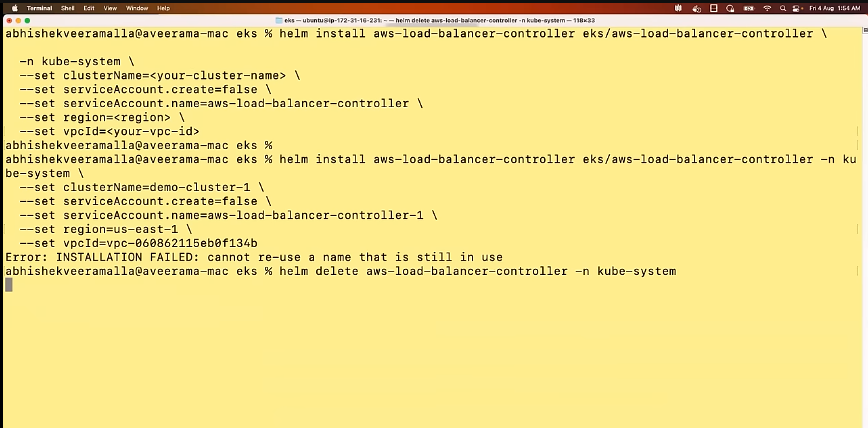 Terminal Shell Edit View Window Help Fri 4 Aug 1:54 AM
eks — ubuntu@ip-172-31-16-231: ~ — helm delete aws-load-balancer-controller -n kube-system — 118×33
abhishekveeramalla@aveerama-mac eks % helm install aws-load-balancer-controller eks/aws-load-balancer-controller \
-n kube-system \
--set clusterName=<your-cluster-name> \
--set serviceAccount.create=false \
--set serviceAccount.name=aws-load-balancer-controller \
--set region=<region> \
--set vpcId=<your-vpc-id>
abhishekveeramalla@aveerama-mac eks %
abhishekveeramalla@aveerama-mac eks % helm install aws-load-balancer-controller eks/aws-load-balancer-controller -n ku
be-system \
--set clusterName=demo-cluster-1 \
--set serviceAccount.create=false \
--set serviceAccount.name=aws-load-balancer-controller-1 \
--set region=us-east-1 \
--set vpcId=vpc-060862115eb0f134b
Error: INSTALLATION FAILED: cannot re-use a name that is still in use
abhishekveeramalla@aveerama-mac eks % helm delete aws-load-balancer-controller -n kube-system